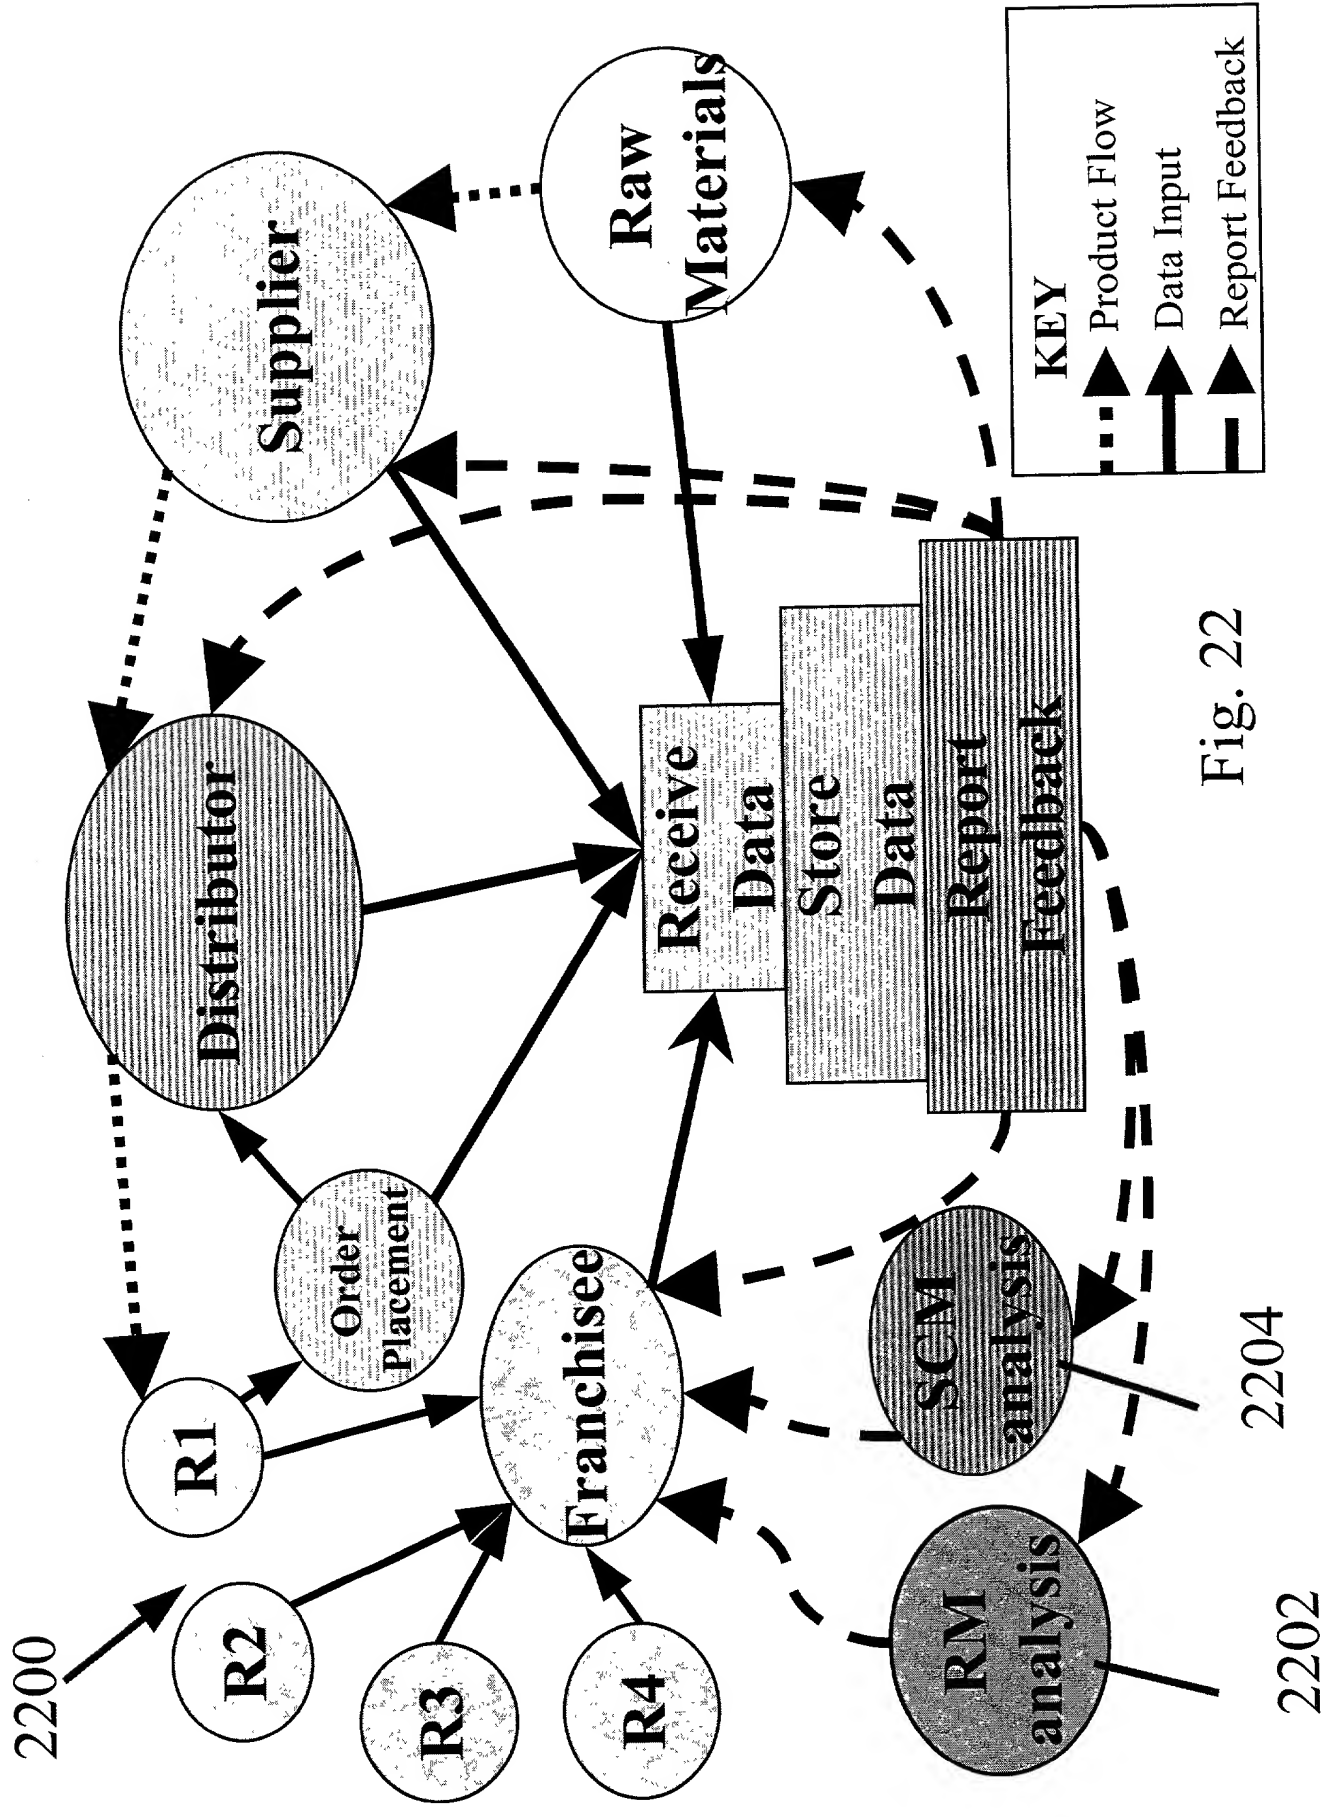 2200
R1
R2
R3
R4
Order
Placement
Franchisee
Distributor
Supplier
Raw
Materials
Receive
Data
Store
Data
Report
Feedback
SCM
analysis
RM
analysis
2202
2204
KEY
Product Flow
Data Input
Report Feedback
Fig. 22